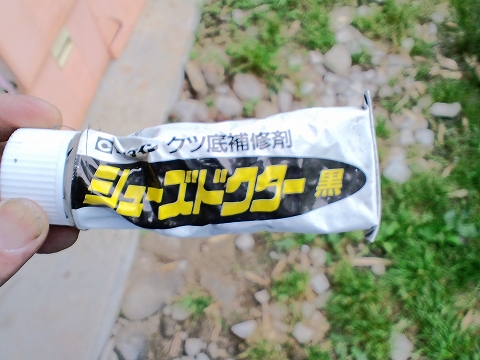 クツ底補修剤
シューズドクター 黒